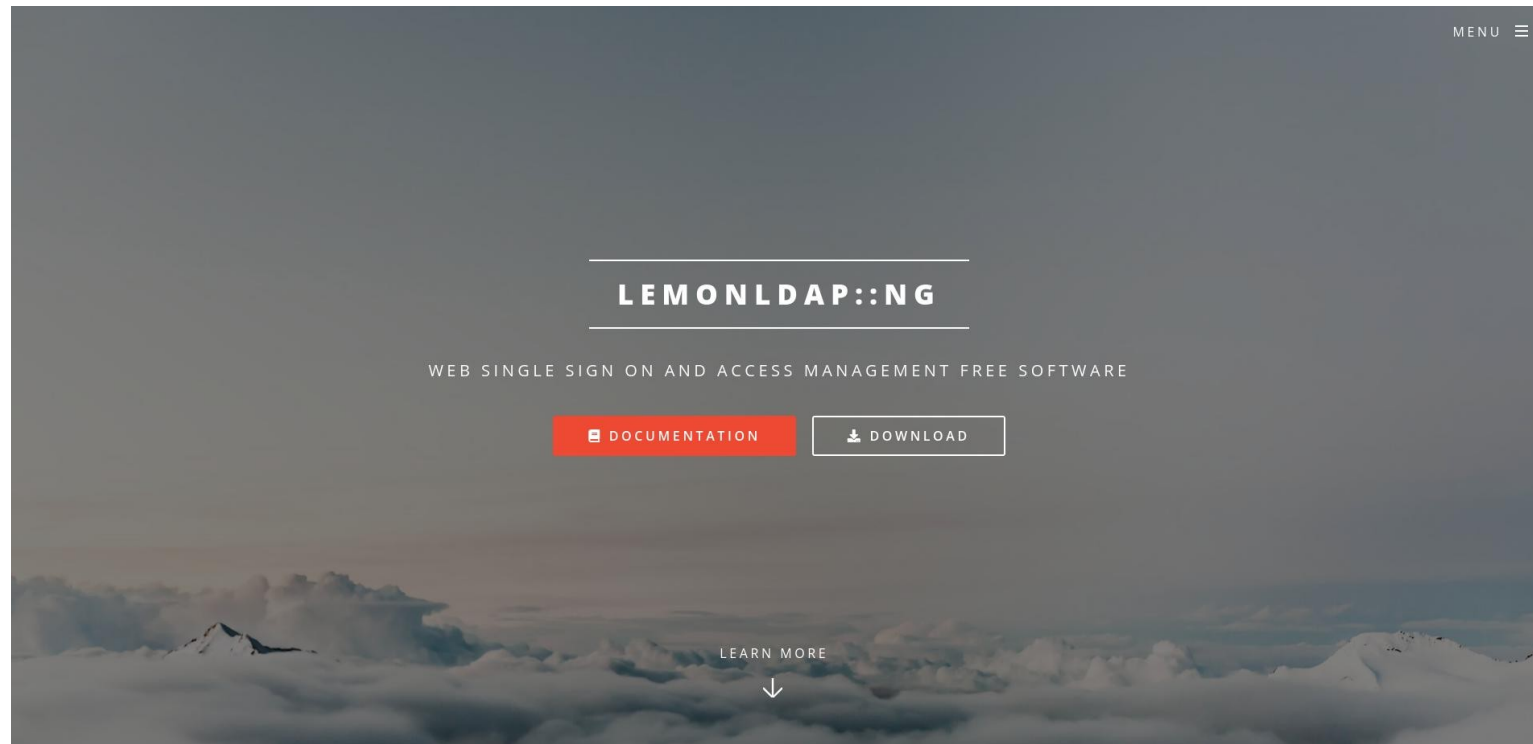 MENU
LEMONLDAP::NG
WEB SINGLE SIGN ON AND ACCESS MANAGEMENT FREE SOFTWARE
DOCUMENTATION
DOWNLOAD
LEARN MORE